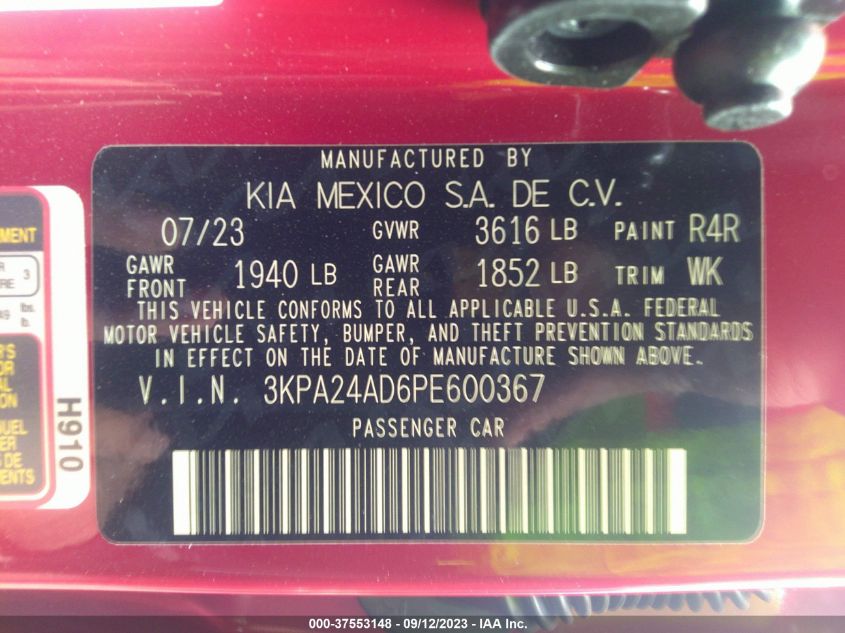 MANUFACTURED BY
KIA MEXICO S.A. DE C.V.
07/23 GVWR 3616 LB PAINT R4R
GAWR FRONT 1940 LB GAWR REAR 1852 LB TRIM WK
THIS VEHICLE CONFORMS TO ALL APPLICABLE U.S.A. FEDERAL
MOTOR VEHICLE SAFETY, BUMPER, AND THEFT PREVENTION STANDARDS
IN EFFECT ON THE DATE OF MANUFACTURE SHOWN ABOVE.
V.I.N. 3KPA24AD6PE600367
PASSENGER CAR
H910
000-37553148 - 09/12/2023 - IAA Inc.